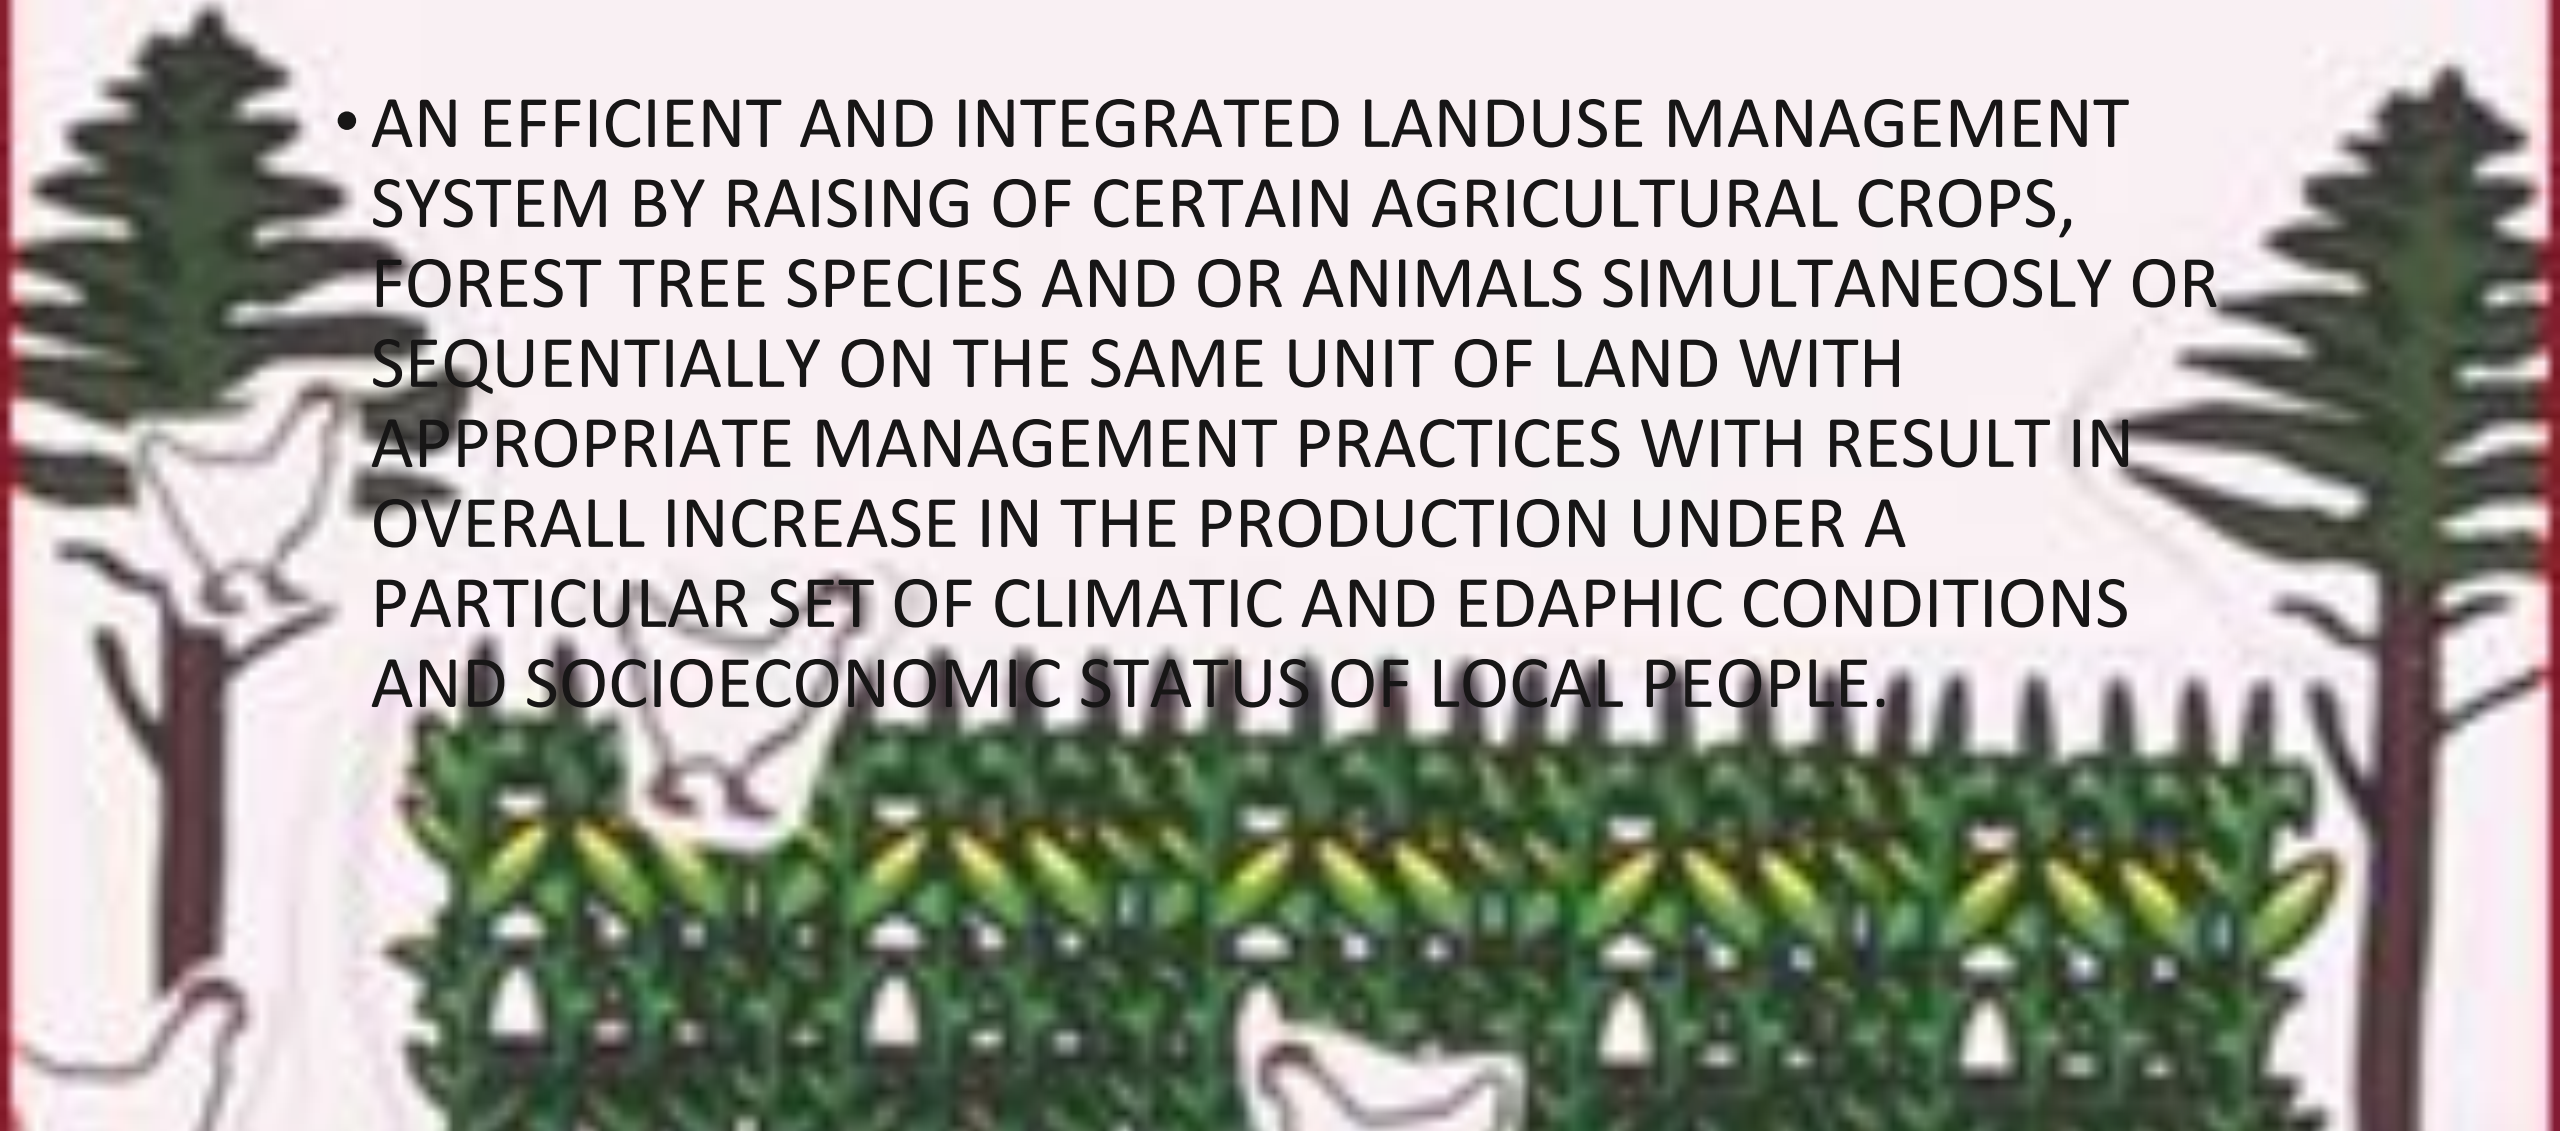 • AN EFFICIENT AND INTEGRATED LANDUSE MANAGEMENT
SYSTEM BY RAISING OF CERTAIN AGRICULTURAL CROPS,
FOREST TREE SPECIES AND OR ANIMALS SIMULTANEOSLY OR
SEQUENTIALLY ON THE SAME UNIT OF LAND WITH
APPROPRIATE MANAGEMENT PRACTICES WITH RESULT IN
OVERALL INCREASE IN THE PRODUCTION UNDER A
PARTICULAR SET OF CLIMATIC AND EDAPHIC CONDITIONS
AND SOCIOECONOMIC STATUS OF LOCAL PEOPLE.